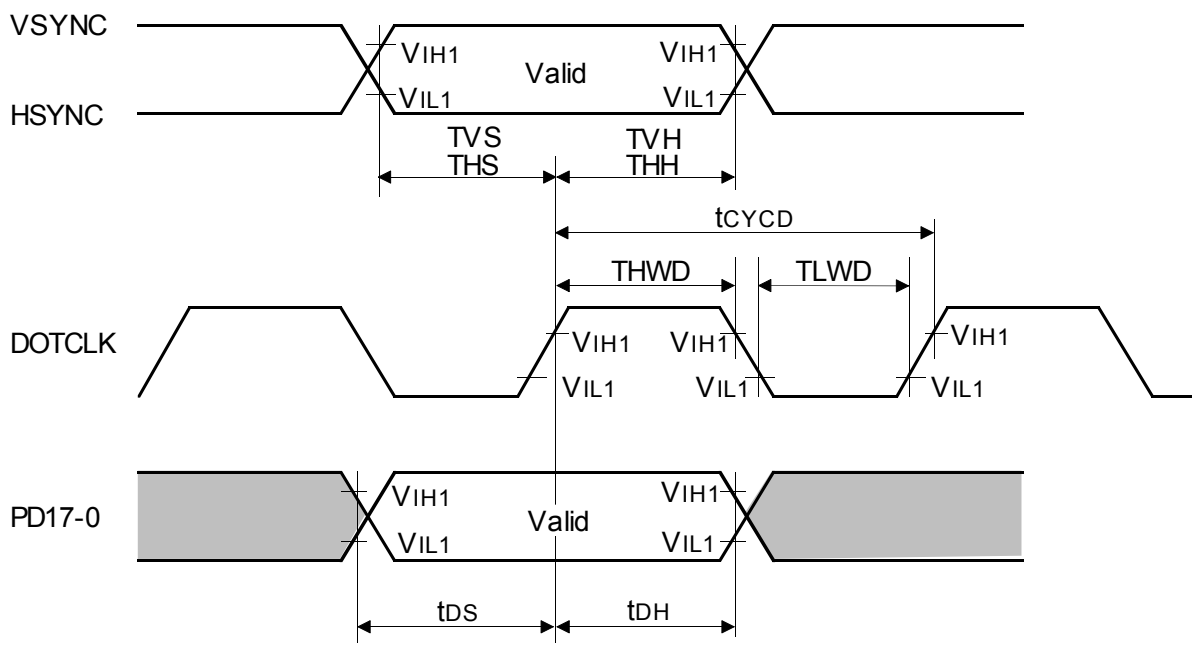 VSYNC
VIH1 VIH1
Valid
VIL1 VIL1
HSYNC
TVS TVH
THS THH
tCYCD
THWD TLWD
DOTCLK
VIH1 VIH1 VIH1
VIL1 VIL1 VIL1
VIH1 VIH1
PD17-0
Valid
VIL1 VIL1
tDS tDH